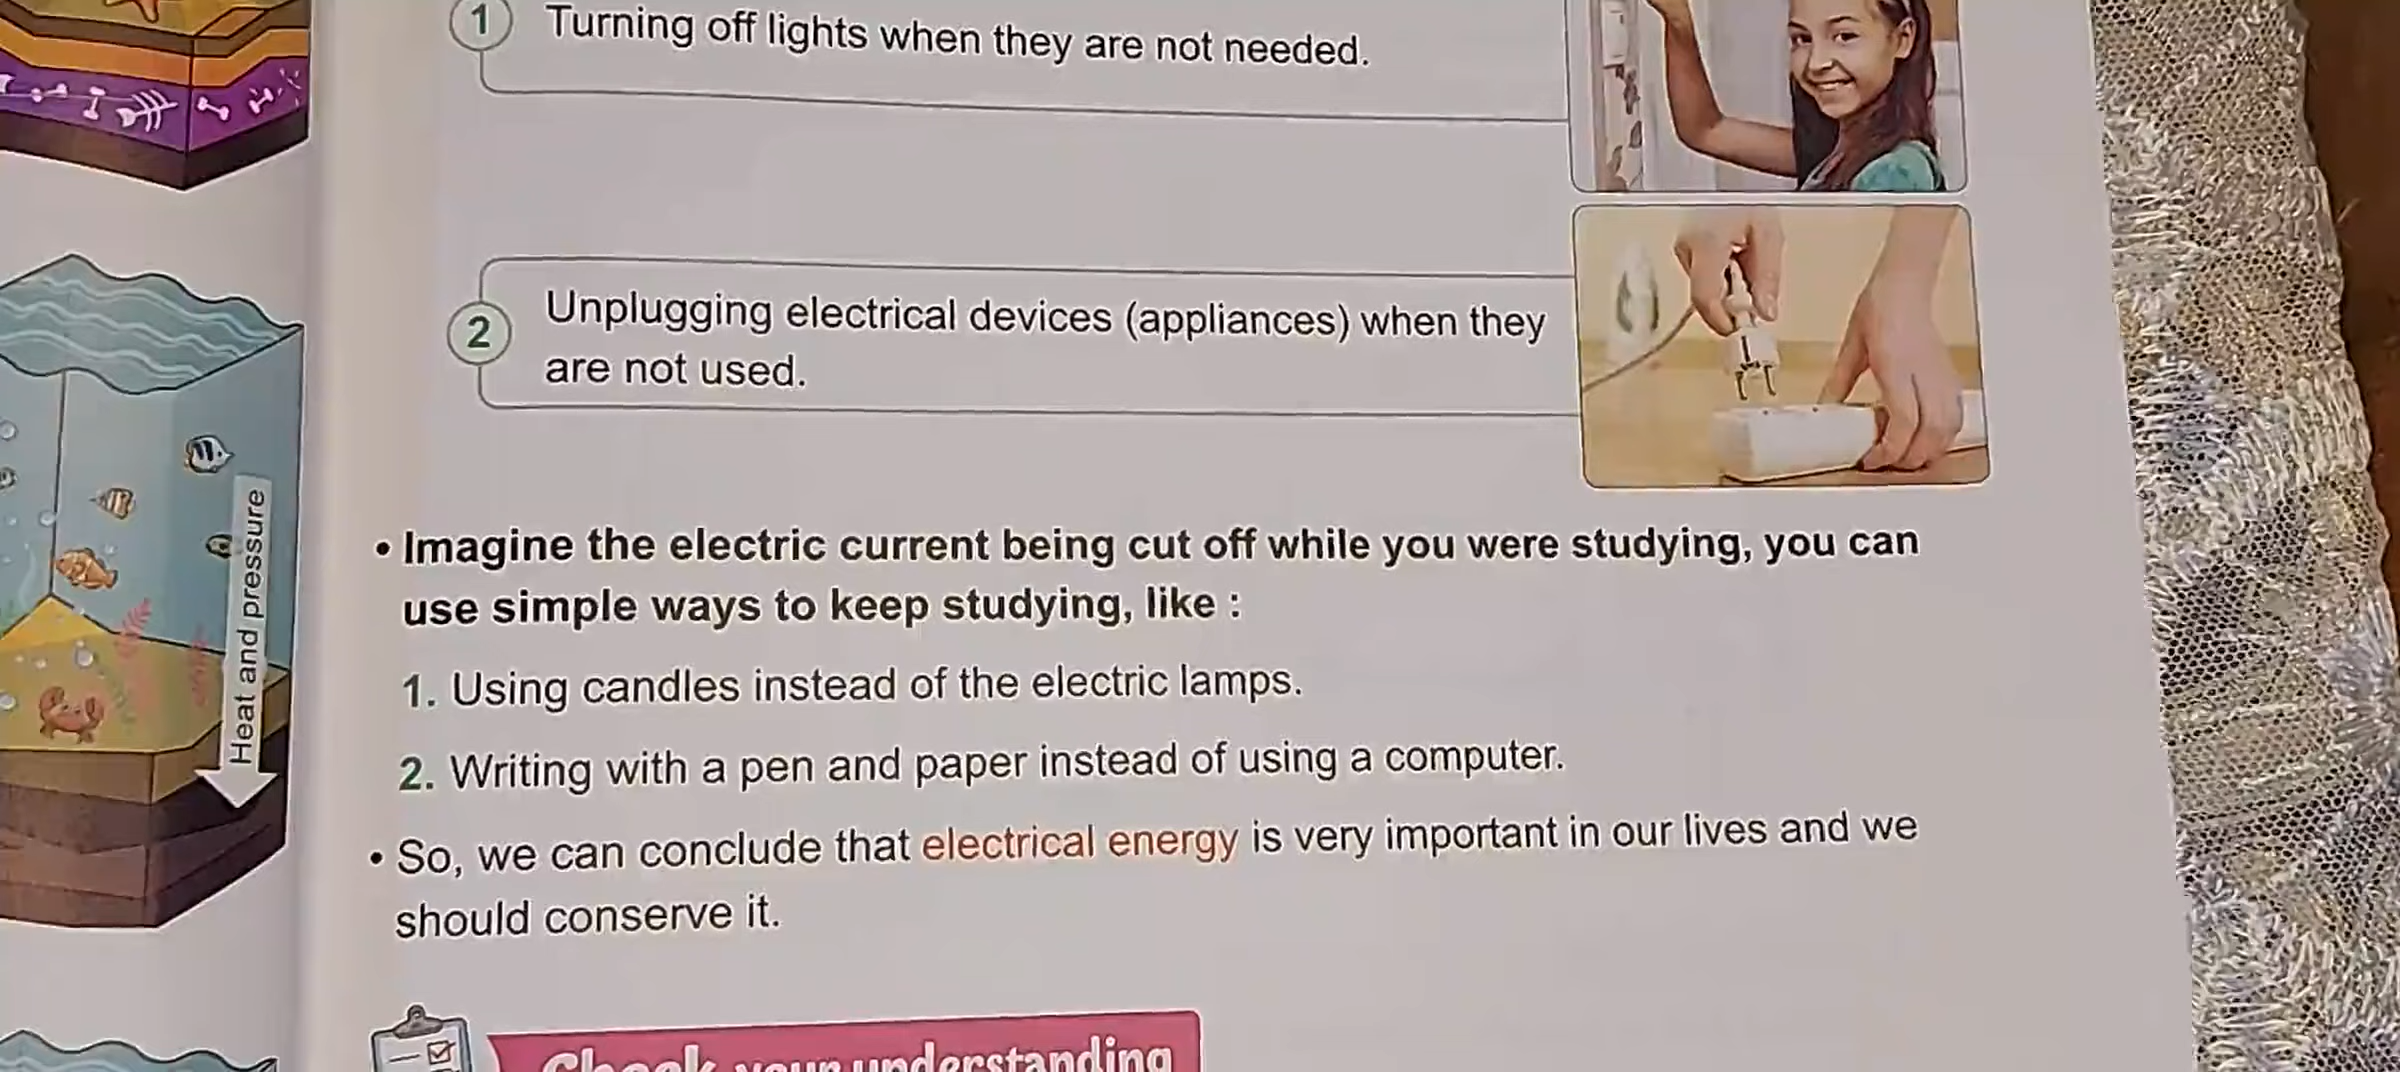 1 Turning off lights when they are not needed.
2 Unplugging electrical devices (appliances) when they
are not used.
Heat and pressure
• Imagine the electric current being cut off while you were studying, you can
use simple ways to keep studying, like :
1. Using candles instead of the electric lamps.
2. Writing with a pen and paper instead of using a computer.
• So, we can conclude that electrical energy is very important in our lives and we
should conserve it.
Check your understanding